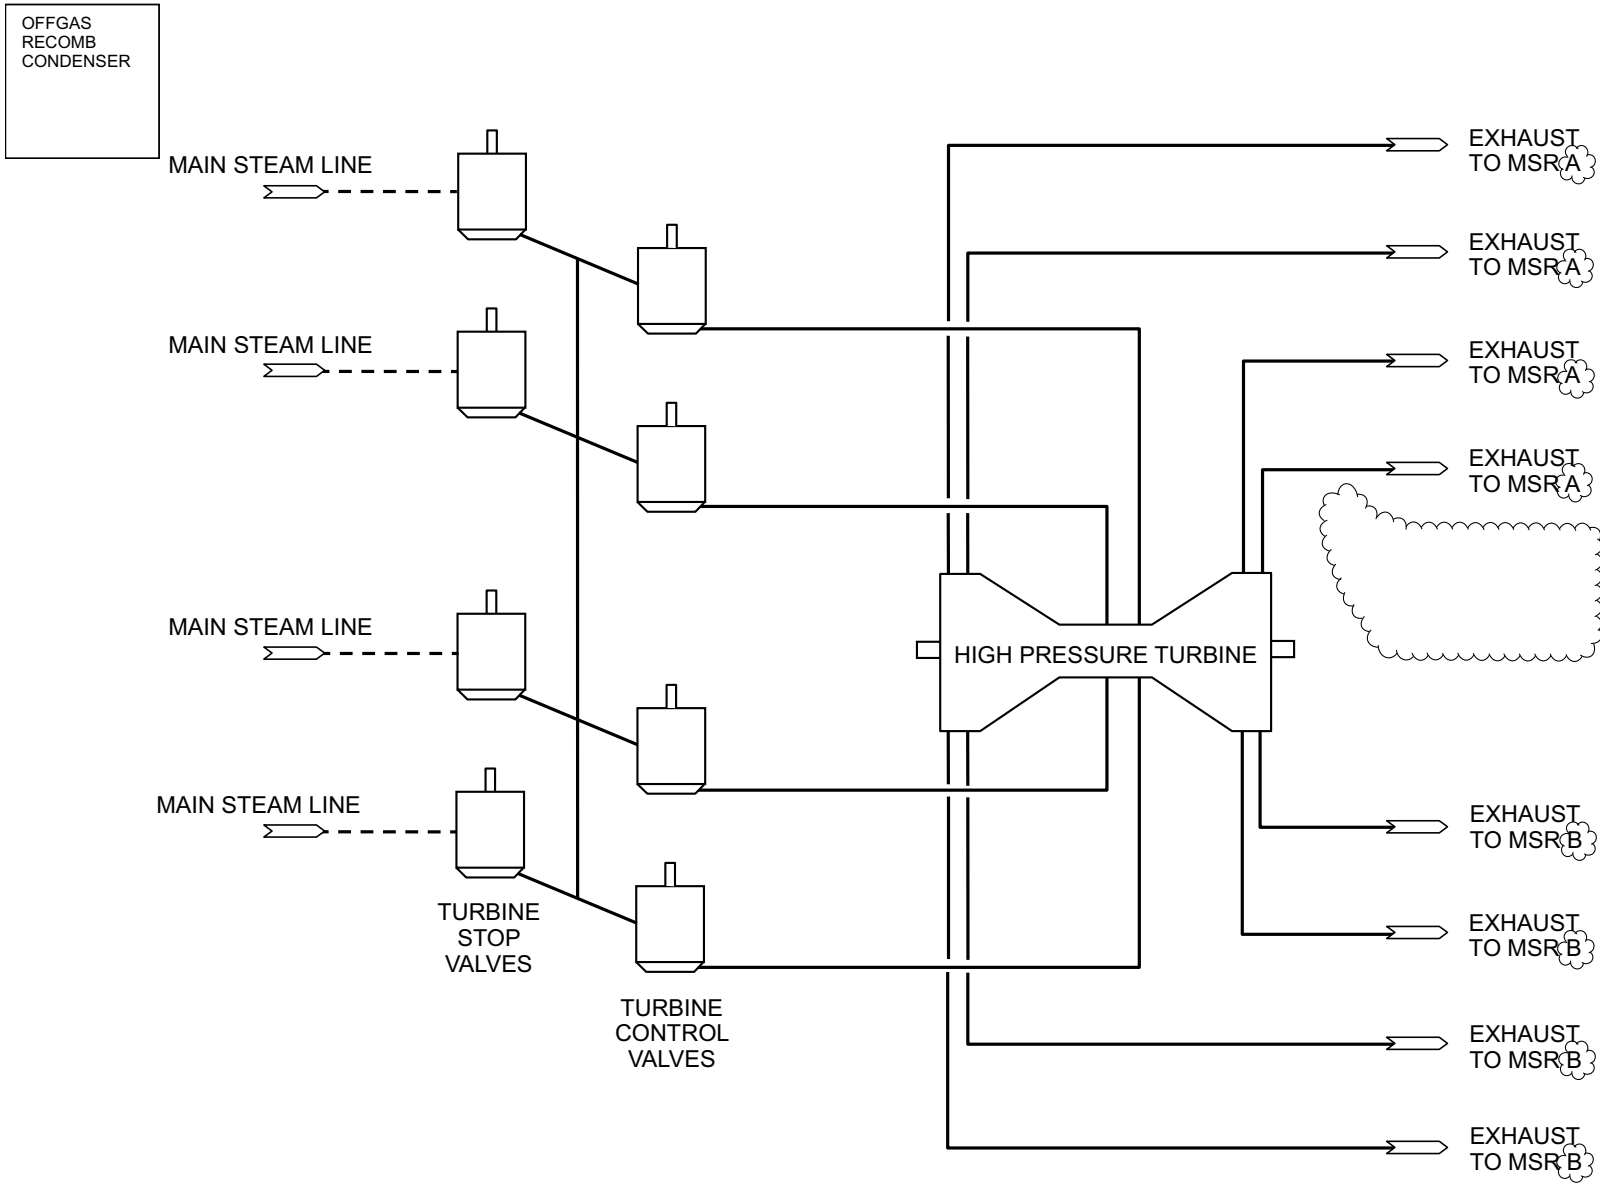 OFFGAS
RECOMB
CONDENSER
MAIN STEAM LINE
MAIN STEAM LINE
MAIN STEAM LINE
MAIN STEAM LINE
TURBINE
STOP
VALVES
TURBINE
CONTROL
VALVES
HIGH PRESSURE TURBINE
EXHAUST
TO MSR A
EXHAUST
TO MSR A
EXHAUST
TO MSR A
EXHAUST
TO MSR A
EXHAUST
TO MSR B
EXHAUST
TO MSR B
EXHAUST
TO MSR B
EXHAUST
TO MSR B